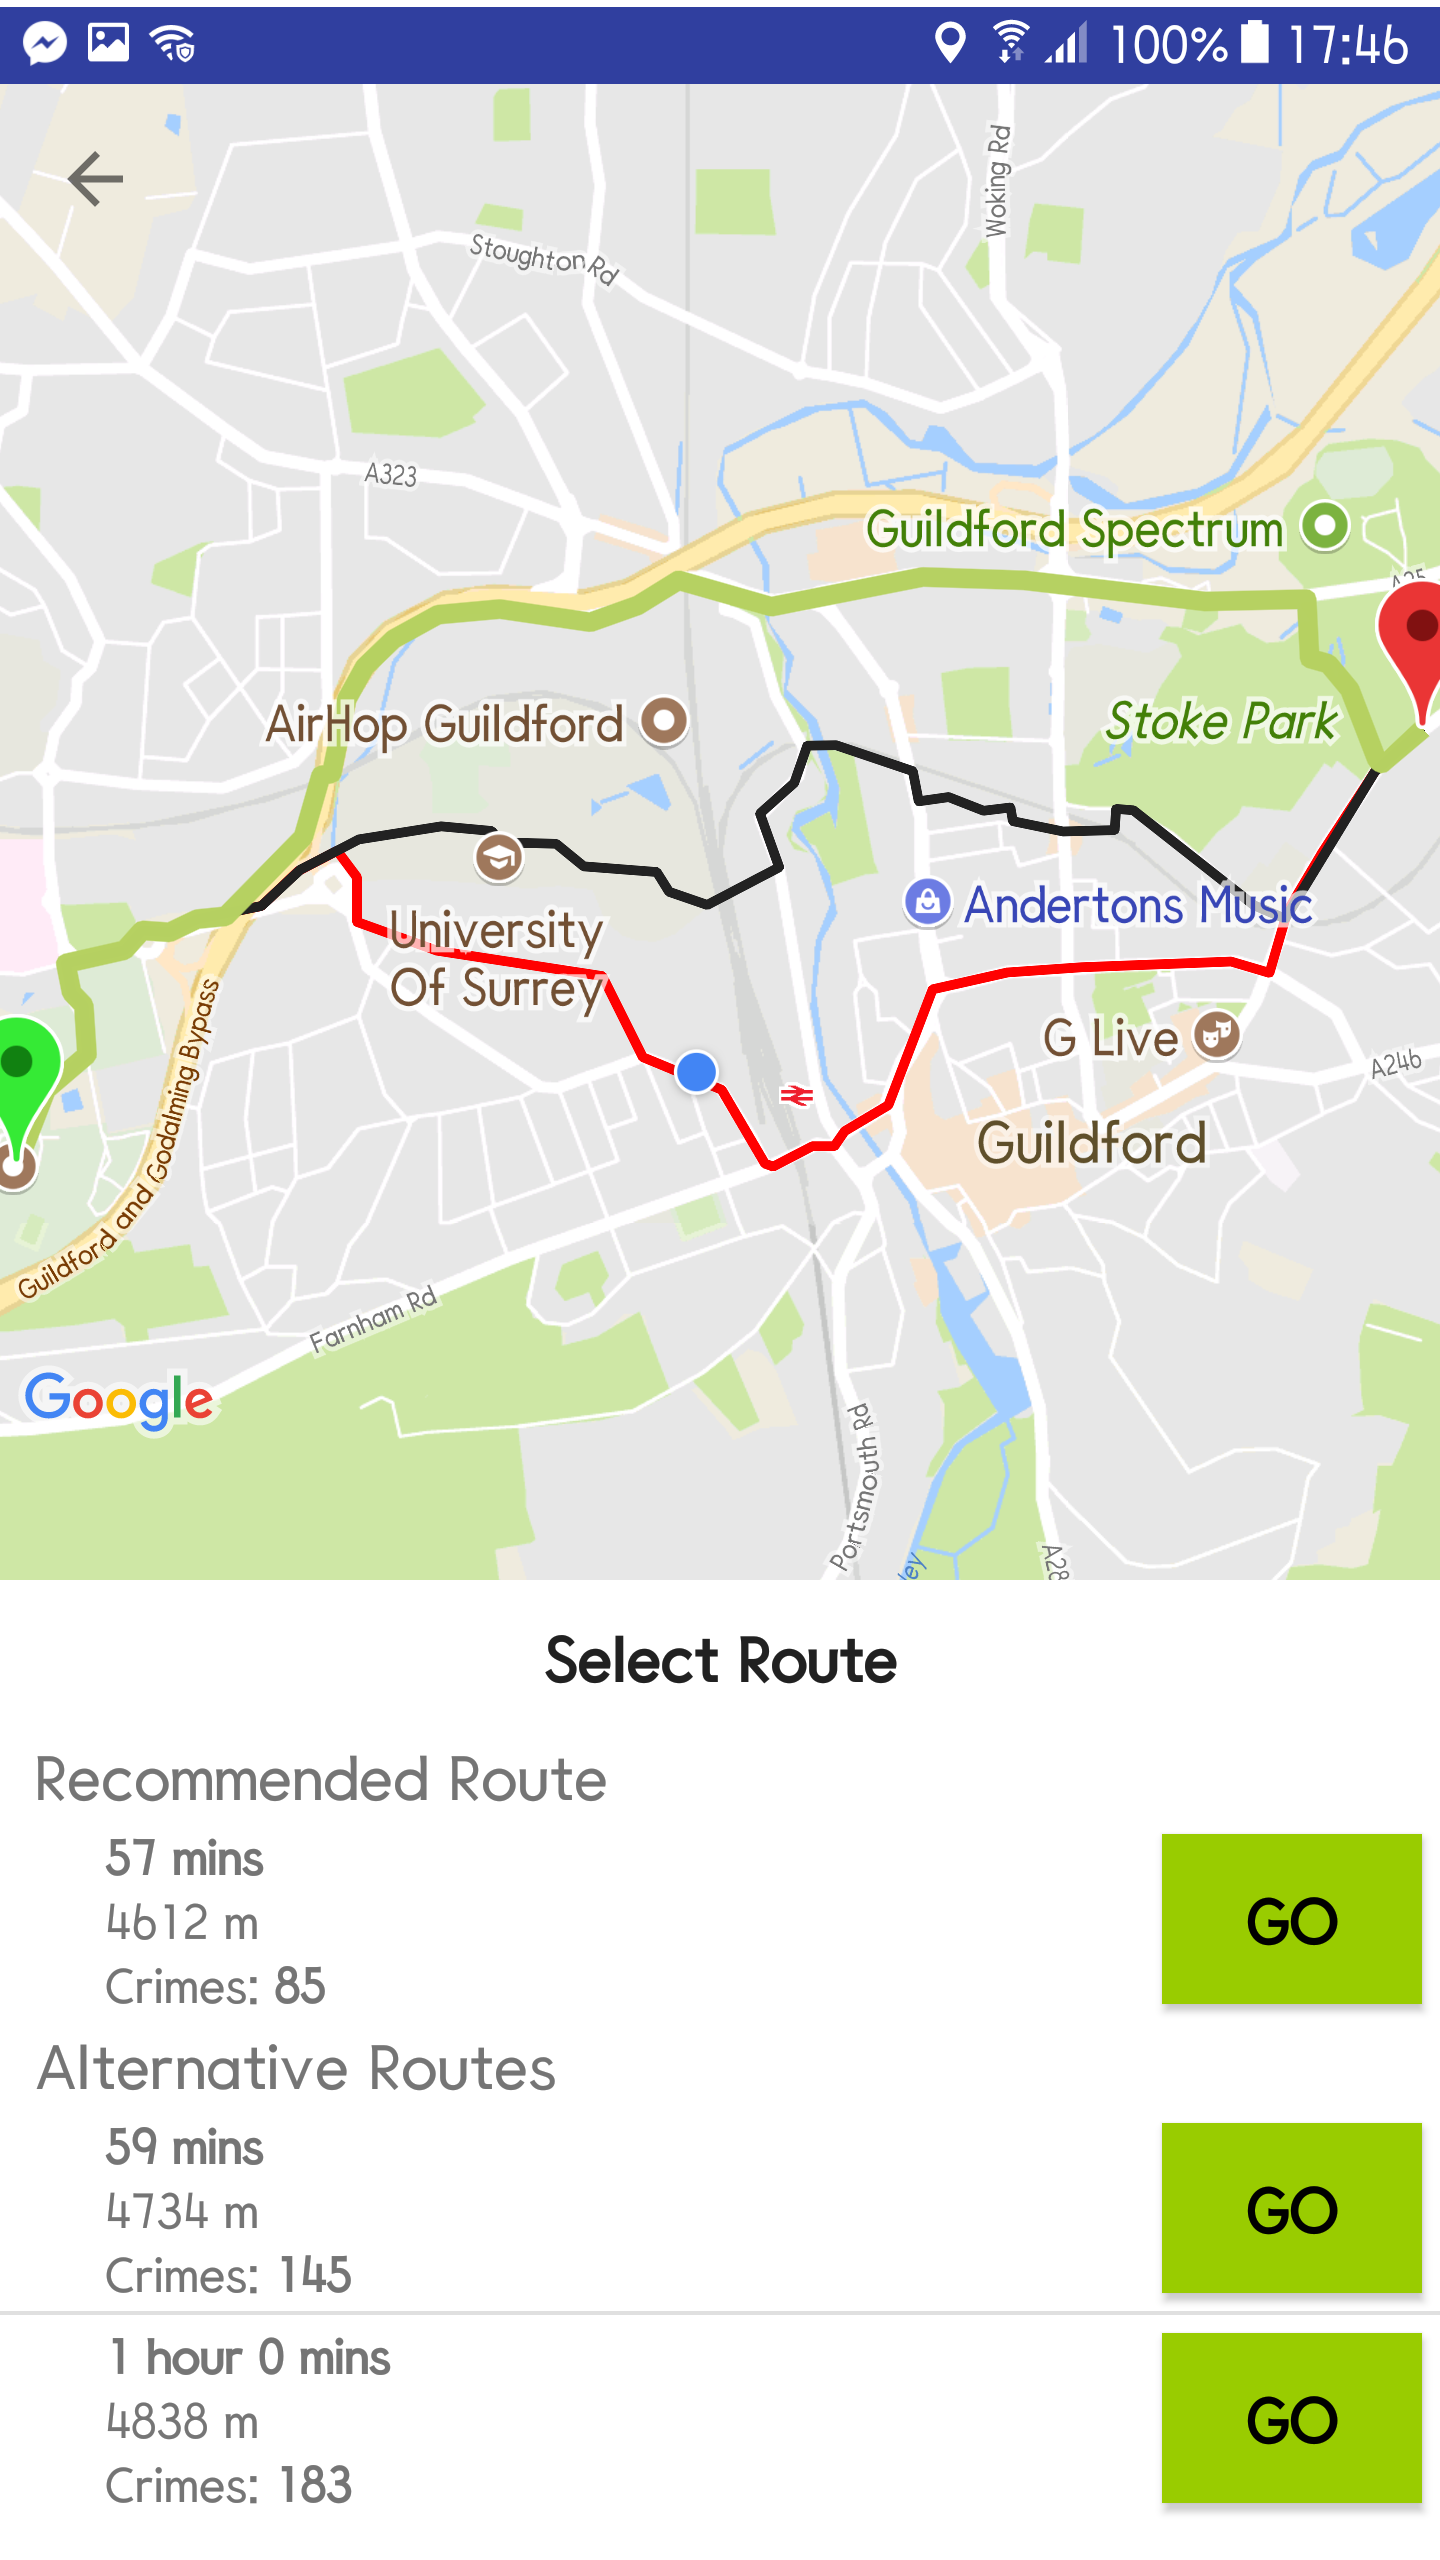 100% 17:46
Woking Rd
Stoughton Rd
A323
Guildford Spectrum
A25
AirHop Guildford
Stoke Park
Andertons Music
University
Of Surrey
G Live
A246
Guildford
Guildford and Godalming Bypass
Farnham Rd
Google
Portsmouth Rd
A28
ley
Select Route
Recommended Route
57 mins
4612 m
Crimes: 85
GO
Alternative Routes
59 mins
4734 m
Crimes: 145
GO
1 hour 0 mins
4838 m
Crimes: 183
GO